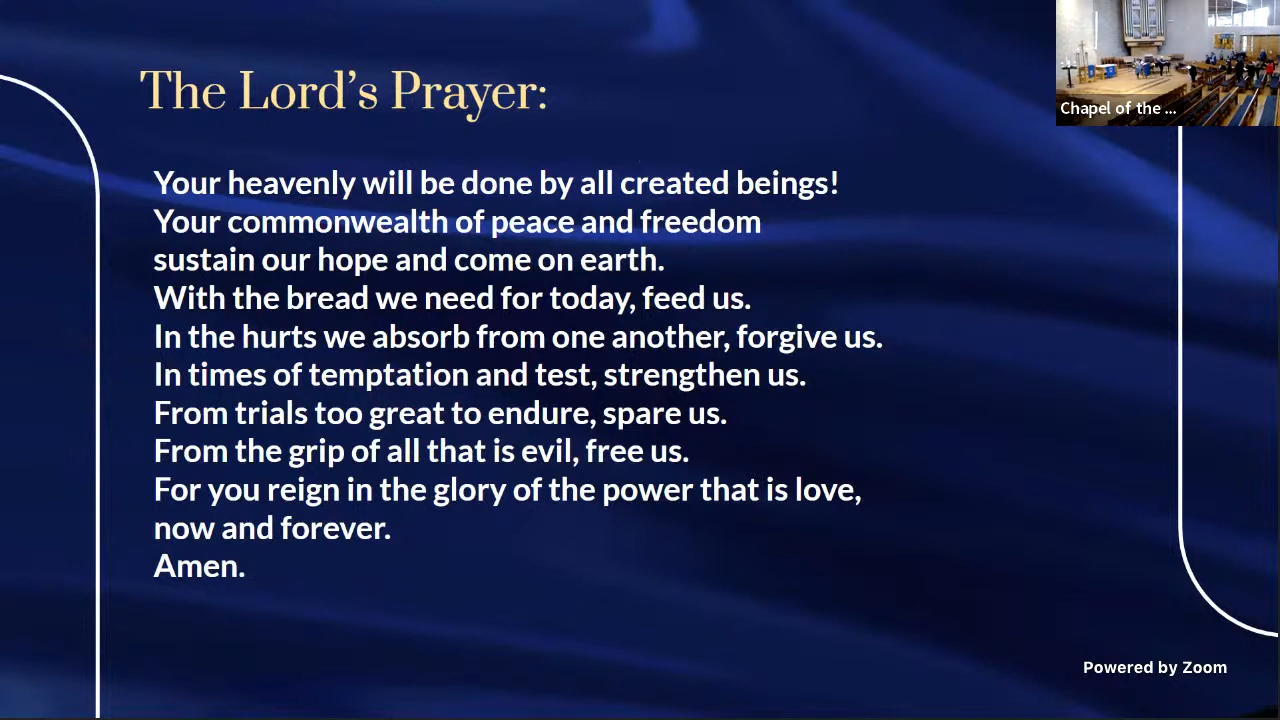 The Lord's Prayer:
Chapel of the ...
Your heavenly will be done by all created beings!
Your commonwealth of peace and freedom
sustain our hope and come on earth.
With the bread we need for today, feed us.
In the hurts we absorb from one another, forgive us.
In times of temptation and test, strengthen us.
From trials too great to endure, spare us.
From the grip of all that is evil, free us.
For you reign in the glory of the power that is love,
now and forever.
Amen.
Powered by Zoom